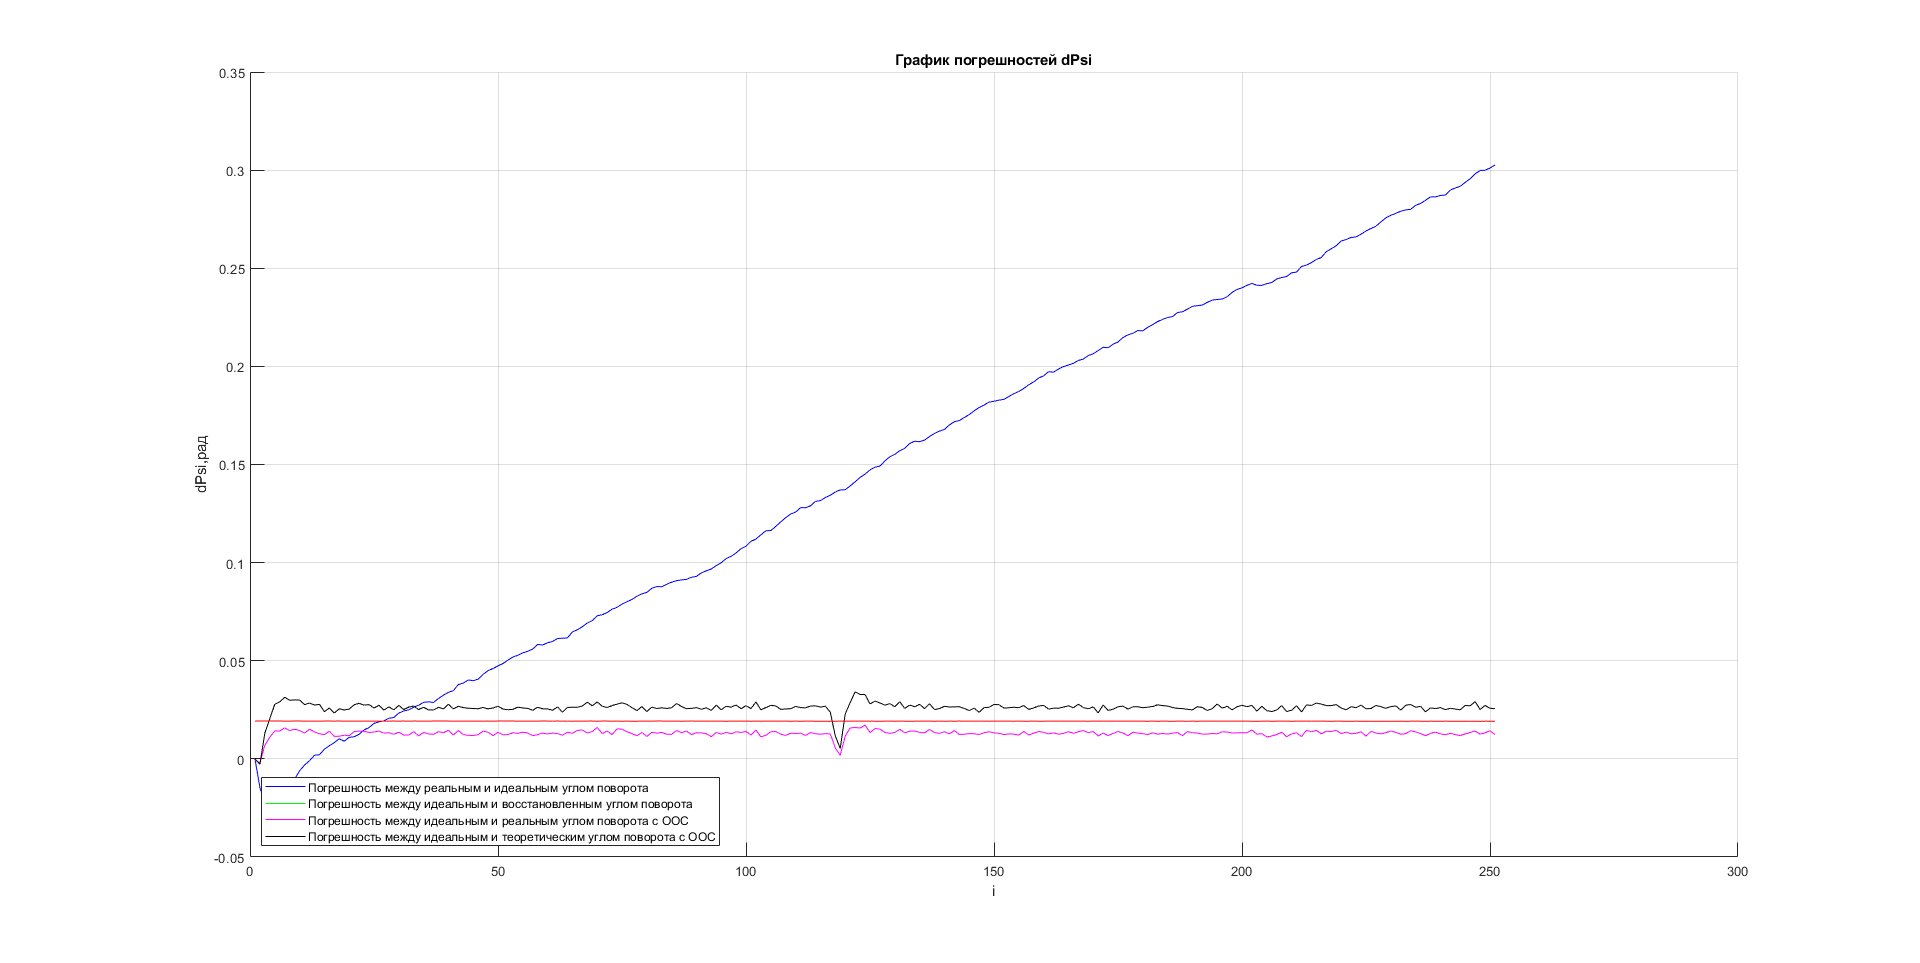 График погрешностей dPsi
0.35
0.3
0.25
0.2
0.15
0.1
0.05
0
-0.05
dPsi,рад
Погрешность между реальным и идеальным углом поворота
Погрешность между идеальным и восстановленным углом поворота
Погрешность между идеальным и реальным углом поворота с ООС
Погрешность между идеальным и теоретическим углом поворота с ООС
0 50 100 150 200 250 300
i